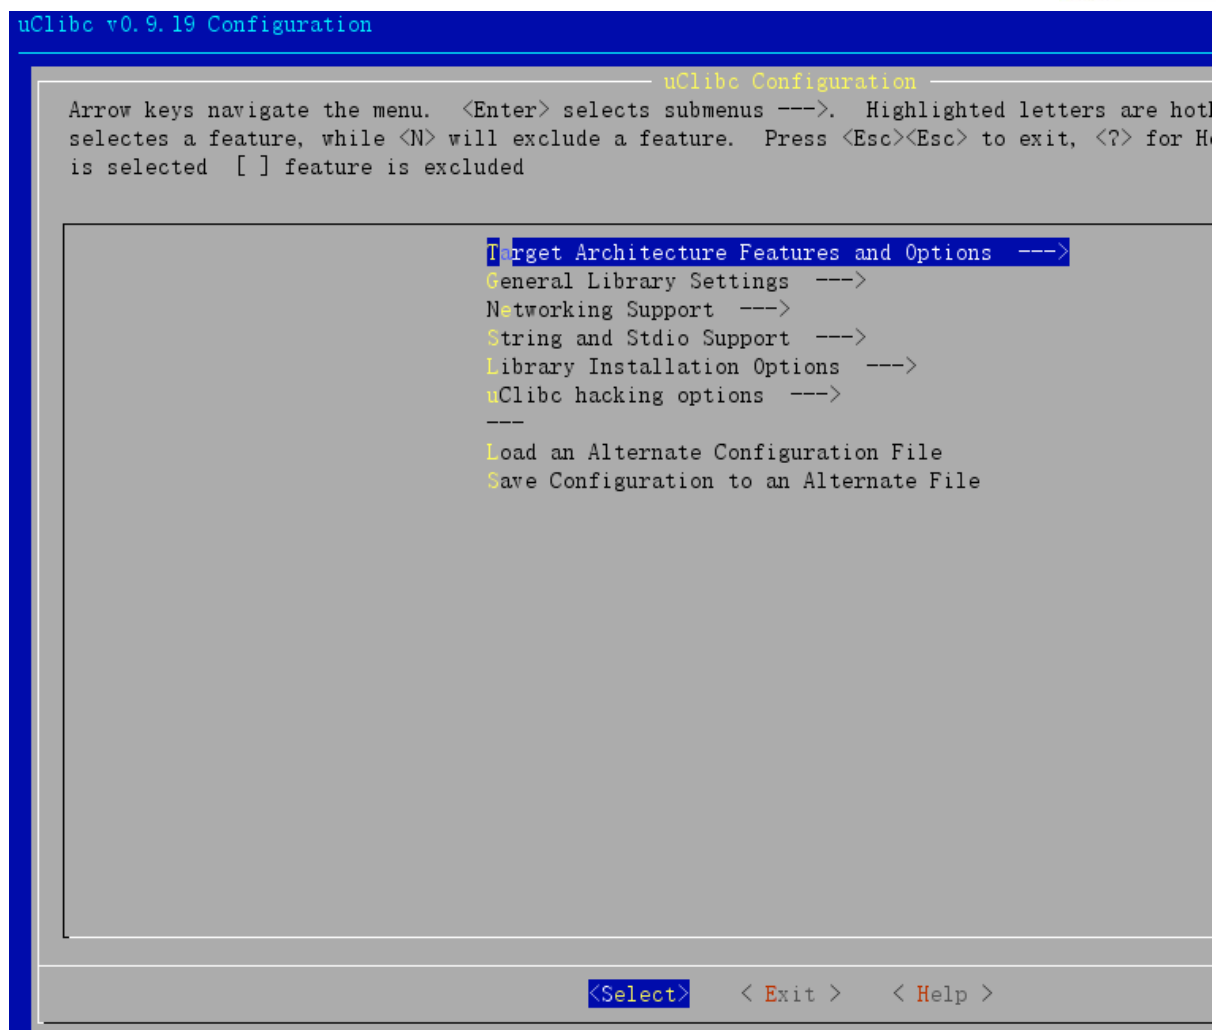 uClibc v0.9.19 Configuration
uClibc Configuration
Arrow keys navigate the menu. <Enter> selects submenus --->. Highlighted letters are
selectes a feature, while <N> will exclude a feature. Press <Esc><Esc> to exit, <?> for
is selected [ ] feature is excluded
Target Architecture Features and Options --->
General Library Settings --->
Networking Support --->
String and Stdio Support --->
Library Installation Options --->
uClibc hacking options --->
---
Load an Alternate Configuration File
Save Configuration to an Alternate File
<Select> < Exit > < Help >